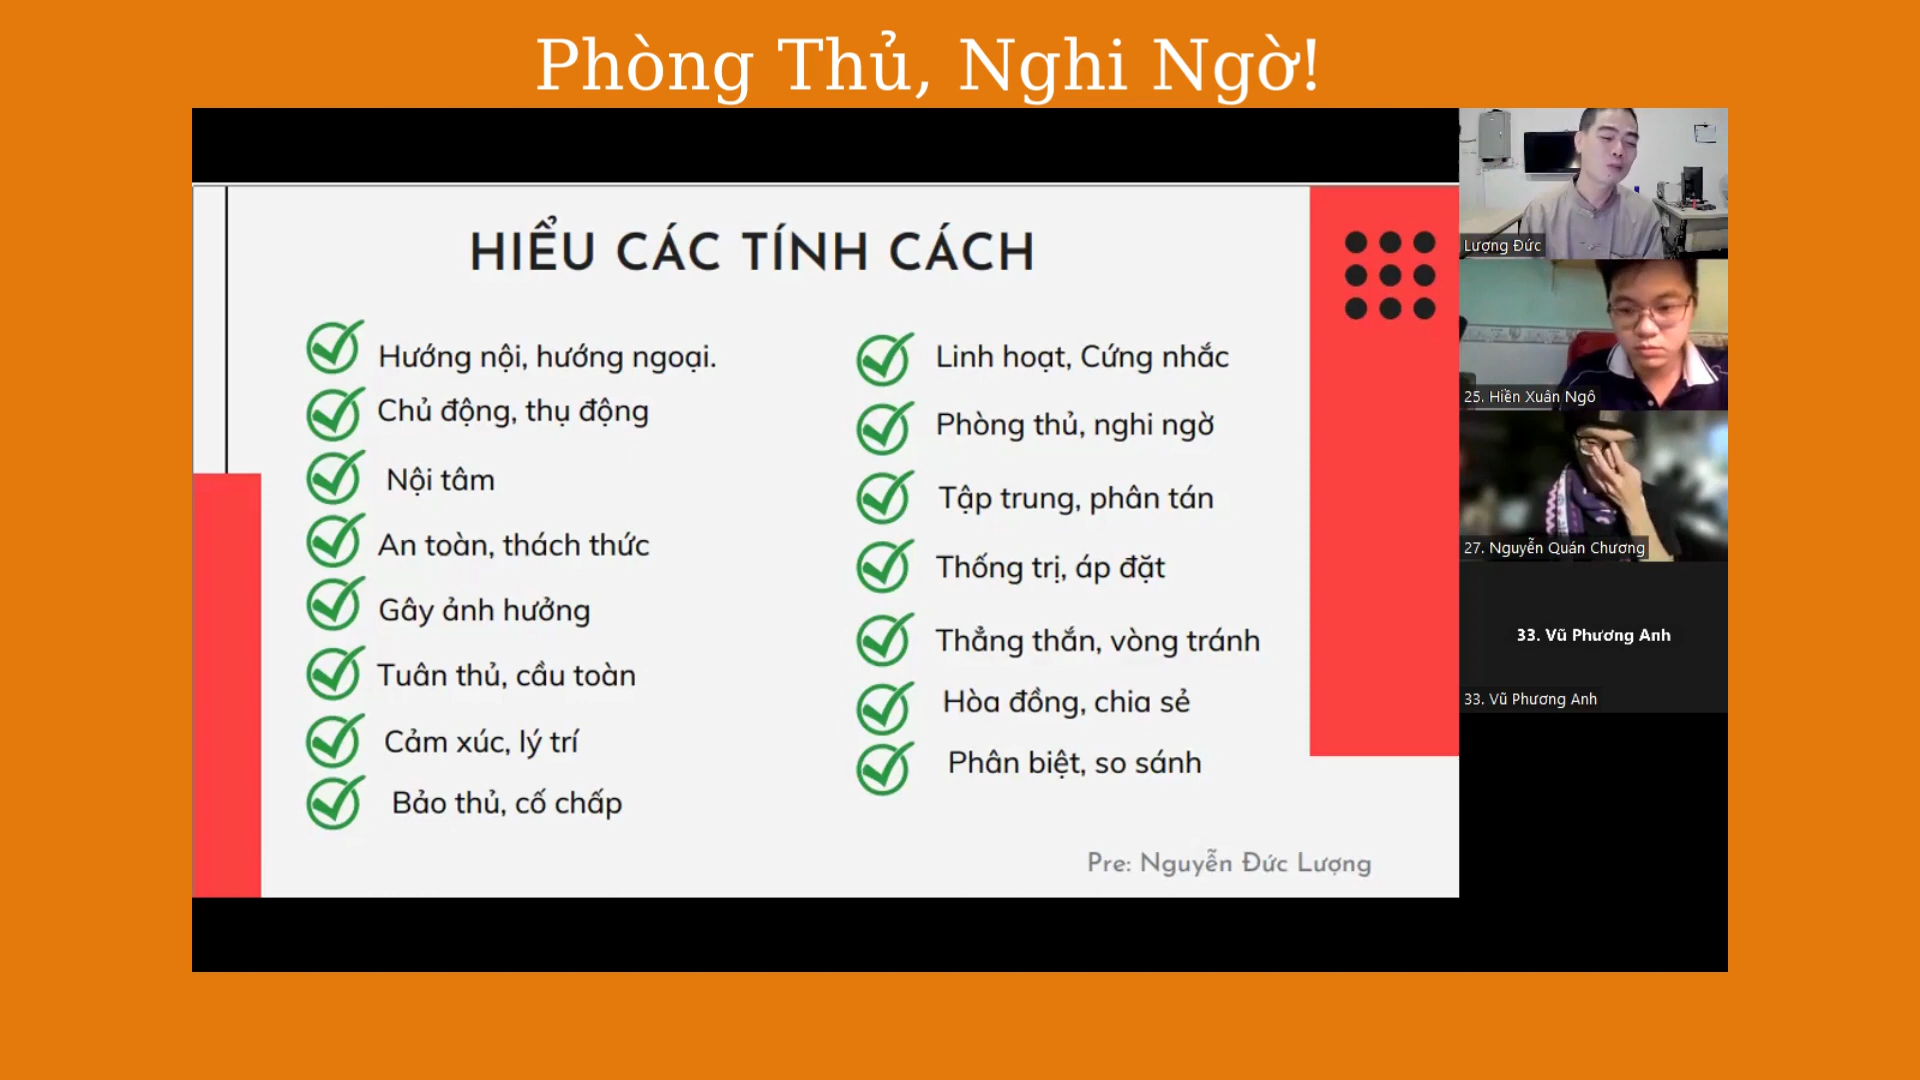 Phòng Thủ, Nghi Ngờ!
HIỂU CÁC TÍNH CÁCH
Hướng nội, hướng ngoại.
Chủ động, thụ động
Nội tâm
An toàn, thách thức
Gây ảnh hưởng
Tuân thủ, cầu toàn
Cảm xúc, lý trí
Bảo thủ, cố chấp
Linh hoạt, Cứng nhắc
Phòng thủ, nghi ngờ
Tập trung, phân tán
Thống trị, áp đặt
Thẳng thắn, vòng tránh
Hòa đồng, chia sẻ
Phân biệt, so sánh
Pre: Nguyễn Đức Lượng
Lượng Đức
25. Hiền Xuân Ngô
27. Nguyễn Quán Chương
33. Vũ Phương Anh
33. Vũ Phương Anh